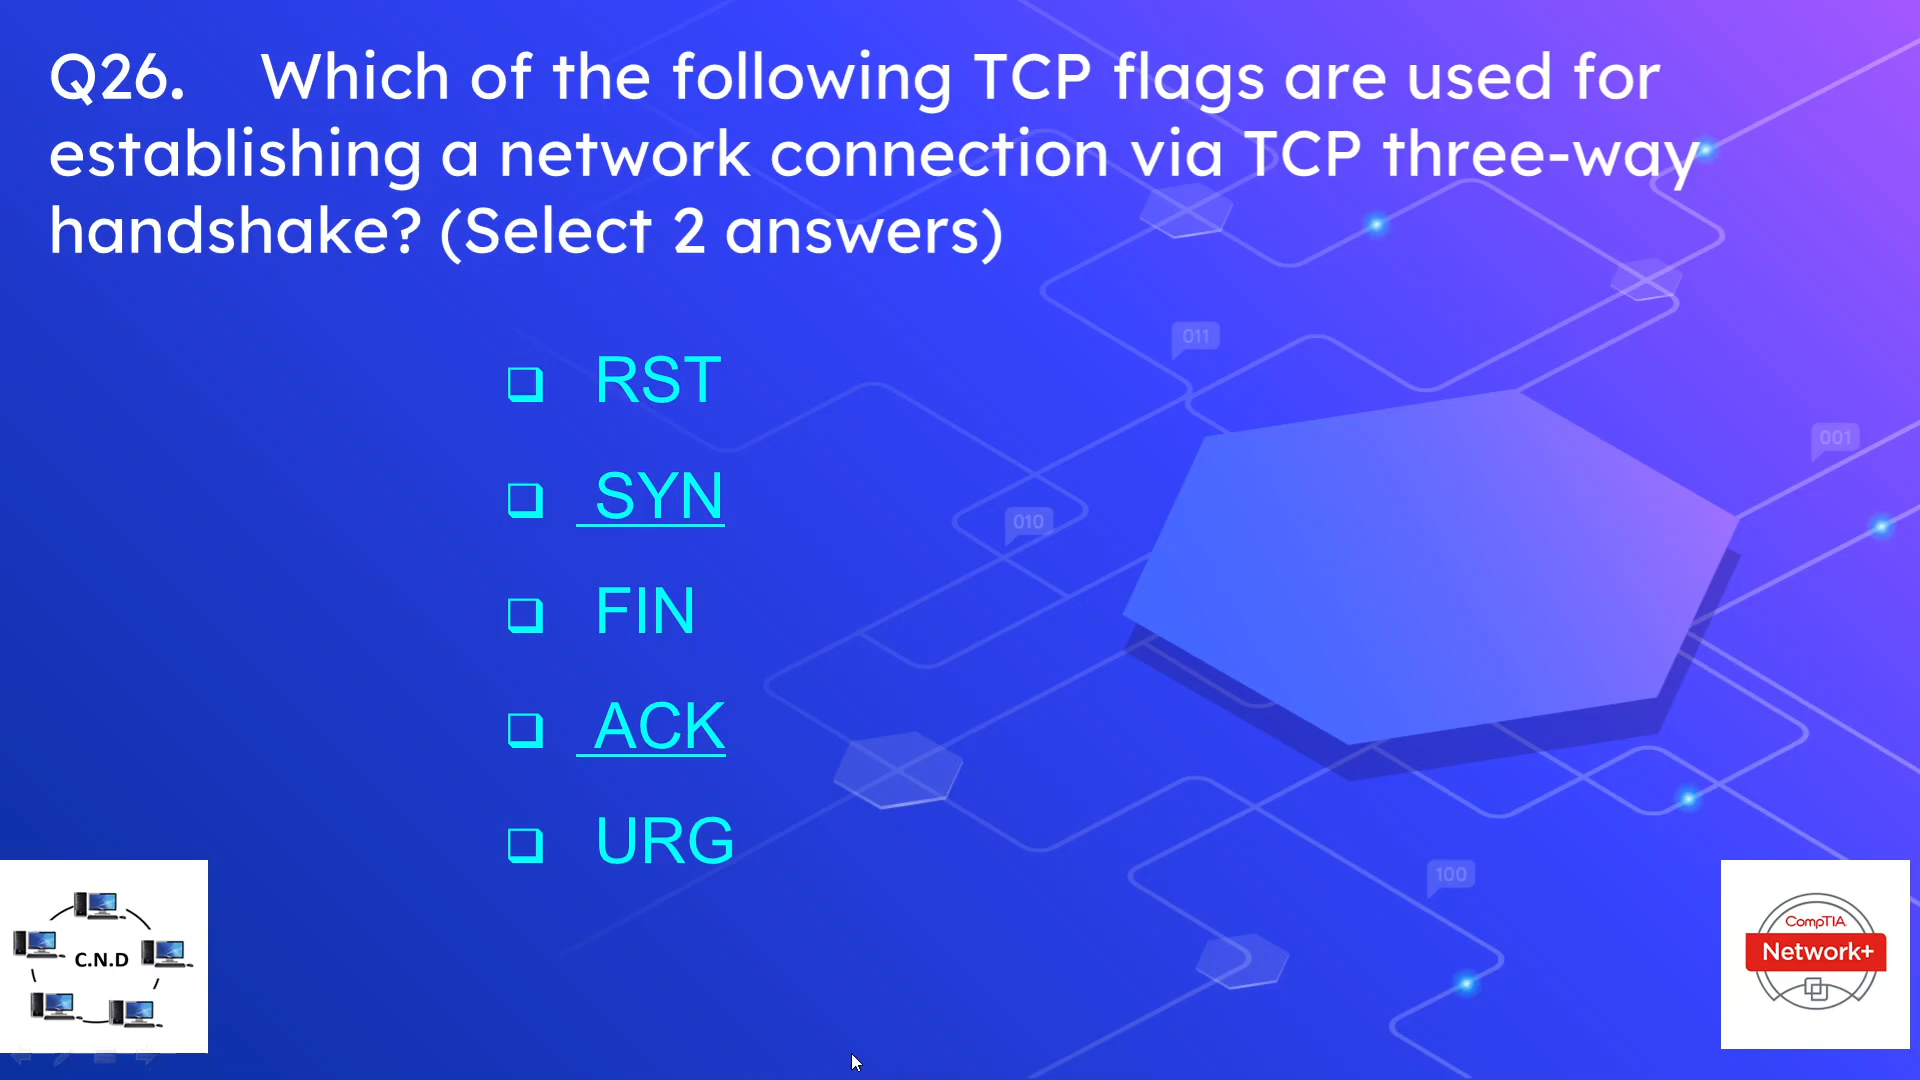 Q26. Which of the following TCP flags are used for
establishing a network connection via TCP three-way
handshake? (Select 2 answers)
RST
SYN
FIN
ACK
URG
011
001
010
100
C.N.D
CompTIA
Network+